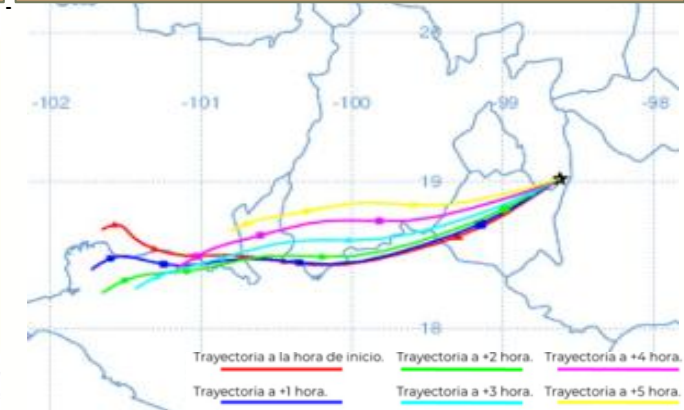 20
-102 -101 -100 -99 -98
19
18
Trayectoria a la hora de inicio. Trayectoria a +2 hora. Trayectoria a +4 hora.
Trayectoria a +1 hora. Trayectoria a +3 hora. Trayectoria a +5 hora.